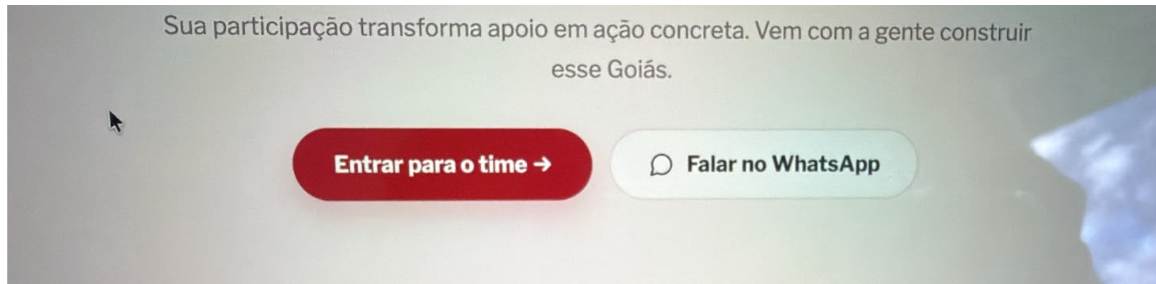 Sua participação transforma apoio em ação concreta. Vem com a gente construir
esse Goiás.
Entrar para o time →
Falar no WhatsApp